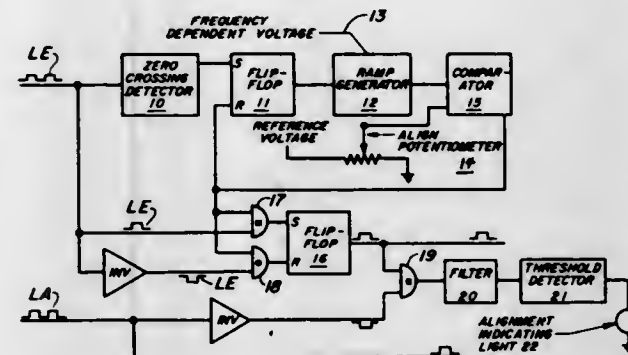 FREQUENCY
DEPENDENT VOLTAGE
13
LE
ZERO
CROSSING
DETECTOR
10
S
R
FLIP-
FLOP
11
RAMP
GENERATOR
12
COMPAR-
ATOR
15
REFERENCE
VOLTAGE
ALIGN
POTENTIOMETER
14
17
LE
S
R
FLIP-
FLOP
16
18
INV
LE
19
FILTER
20
THRESHOLD
DETECTOR
21
LA
INV
ALIGNMENT
INDICATING
LIGHT 22